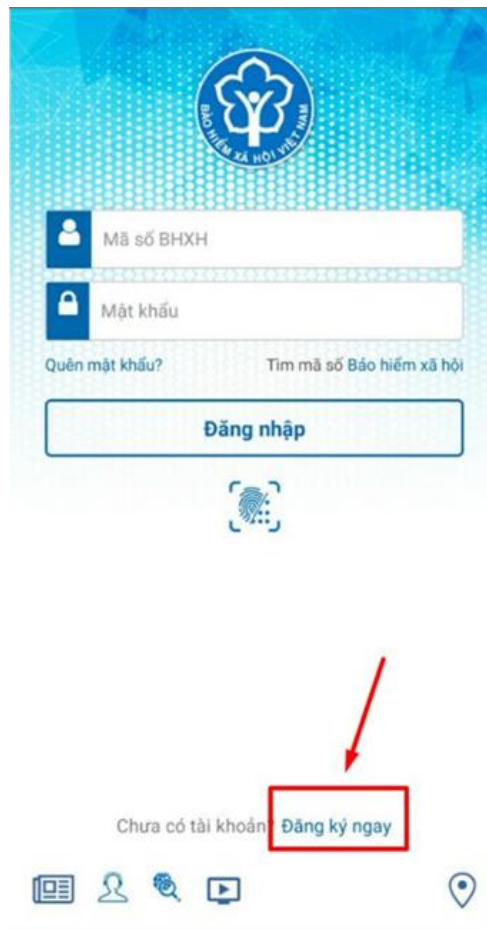 BẢO HIỂM XÃ HỘI VIỆT NAM
Mã số BHXH
Mật khẩu
Quên mật khẩu? Tìm mã số Bảo hiểm xã hội
Đăng nhập
Chưa có tài khoản? Đăng ký ngay